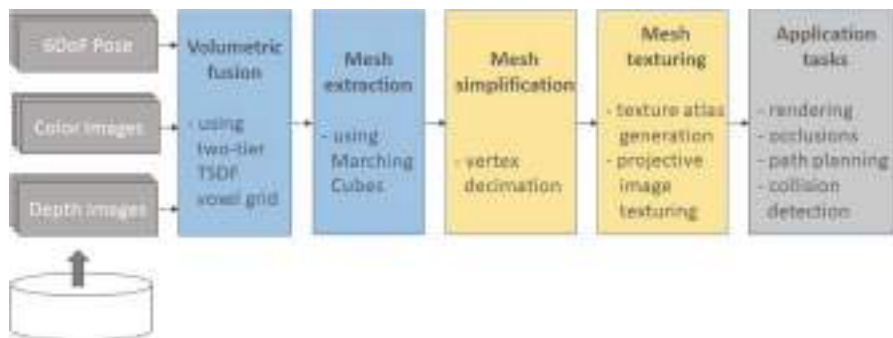 6DoF Pose
Color Images
Depth Images
Volumetric
fusion
- using
two-tier
TSDF
voxel grid
Mesh
extraction
- using
Marching
Cubes
Mesh
simplification
- vertex
decimation
Mesh
texturing
- texture atlas
generation
- projective
image
texturing
Application
tasks
- rendering
- occlusions
- path planning
- collision
detection